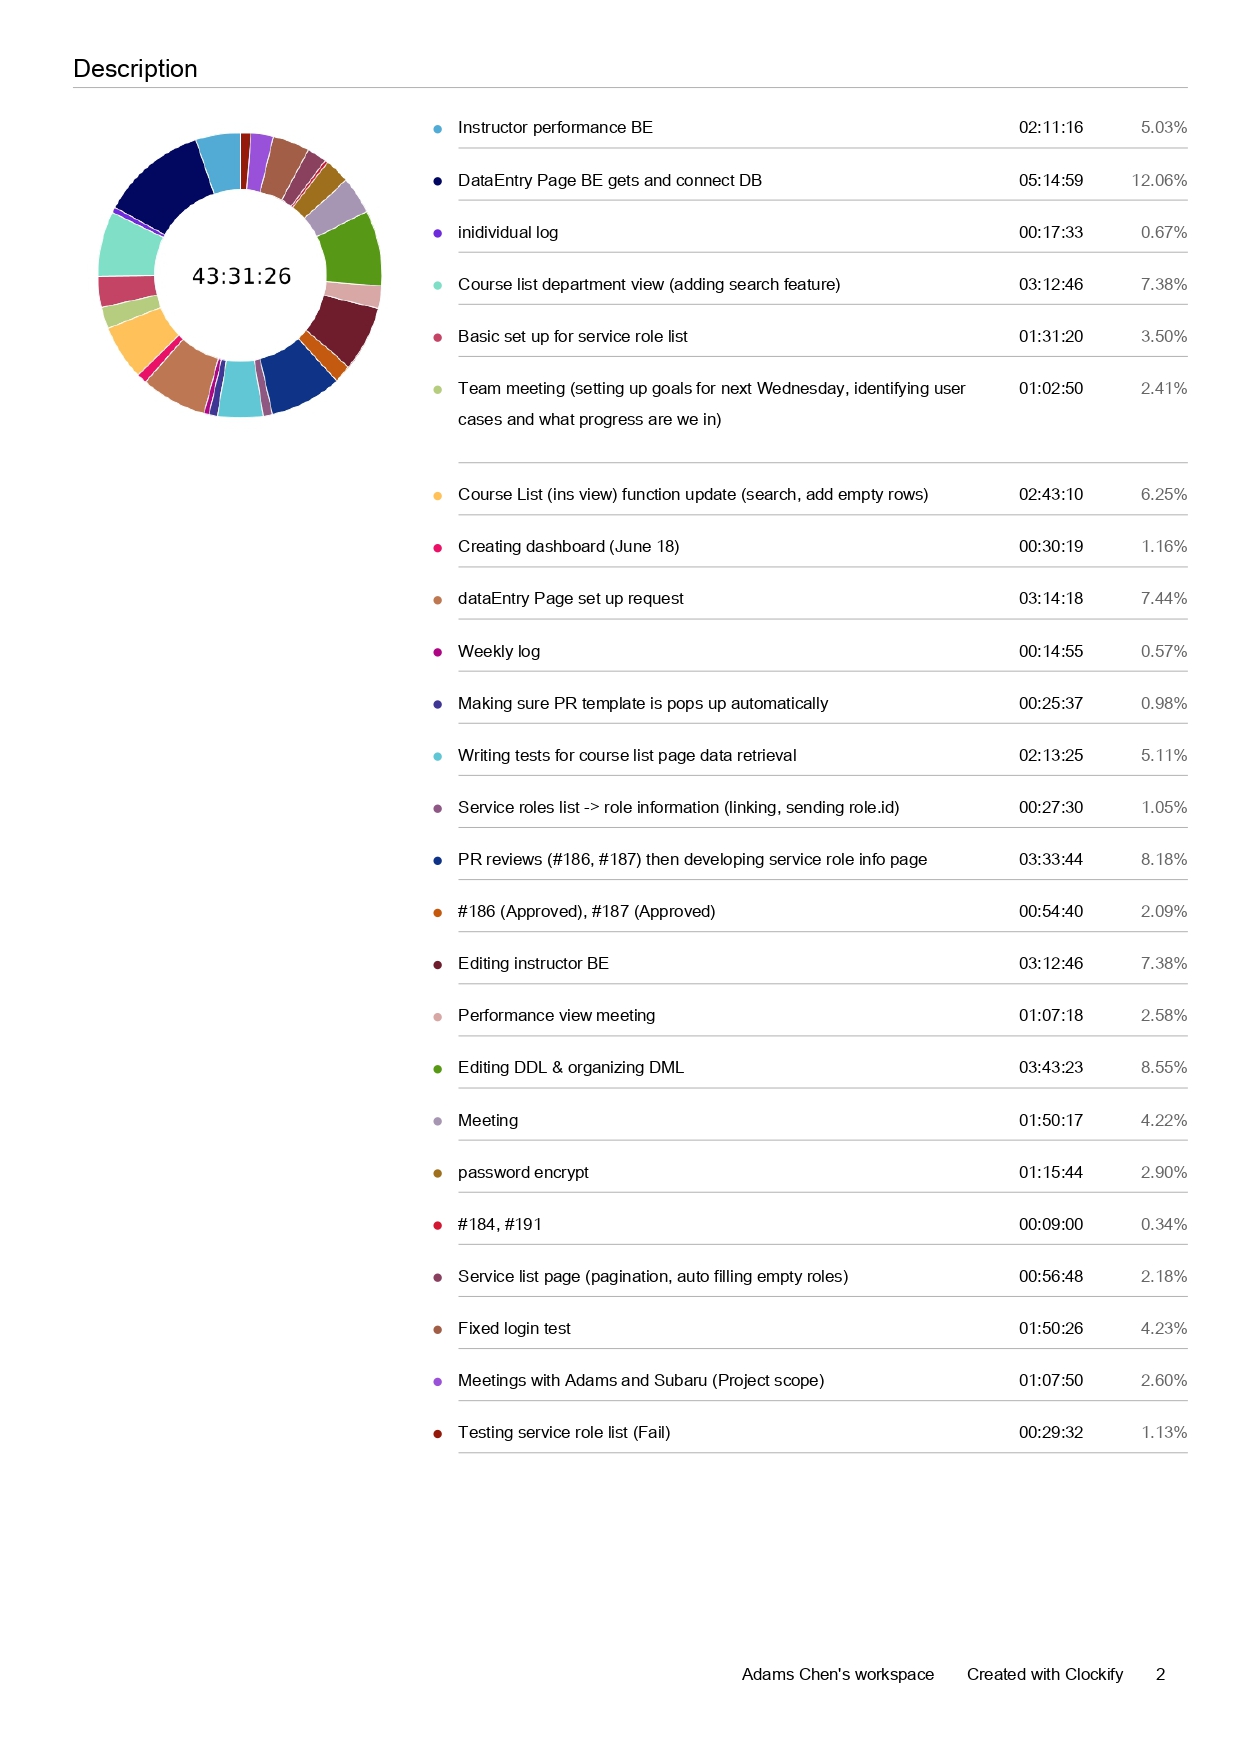 Description
43:31:26
Instructor performance BE 02:11:16 5.03%
DataEntry Page BE gets and connect DB 05:14:59 12.06%
inidividual log 00:17:33 0.67%
Course list department view (adding search feature) 03:12:46 7.38%
Basic set up for service role list 01:31:20 3.50%
Team meeting (setting up goals for next Wednesday, identifying user 01:02:50 2.41%
cases and what progress are we in)
Course List (ins view) function update (search, add empty rows) 02:43:10 6.25%
Creating dashboard (June 18) 00:30:19 1.16%
dataEntry Page set up request 03:14:18 7.44%
Weekly log 00:14:55 0.57%
Making sure PR template is pops up automatically 00:25:37 0.98%
Writing tests for course list page data retrieval 02:13:25 5.11%
Service roles list -> role information (linking, sending role.id) 00:27:30 1.05%
PR reviews (#186, #187) then developing service role info page 03:33:44 8.18%
#186 (Approved), #187 (Approved) 00:54:40 2.09%
Editing instructor BE 03:12:46 7.38%
Performance view meeting 01:07:18 2.58%
Editing DDL & organizing DML 03:43:23 8.55%
Meeting 01:50:17 4.22%
password encrypt 01:15:44 2.90%
#184, #191 00:09:00 0.34%
Service list page (pagination, auto filling empty roles) 00:56:48 2.18%
Fixed login test 01:50:26 4.23%
Meetings with Adams and Subaru (Project scope) 01:07:50 2.60%
Testing service role list (Fail) 00:29:32 1.13%
Adams Chen's workspace Created with Clockify 2